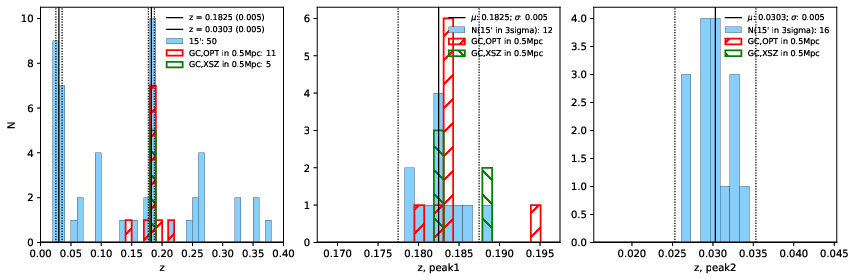 z = 0.1825 (0.005)
z = 0.0303 (0.005)
15': 50
GC,OPT in 0.5Mpc: 11
GC,XSZ in 0.5Mpc: 5
N
10
8
6
4
2
0
0.00 0.05 0.10 0.15 0.20 0.25 0.30 0.35 0.40
z
μ: 0.1825; σ: 0.005
N(15' in 3sigma): 12
GC,OPT in 0.5Mpc
GC,XSZ in 0.5Mpc
6
5
4
3
2
1
0
0.170 0.175 0.180 0.185 0.190 0.195
z, peak1
μ: 0.0303; σ: 0.005
N(15' in 3sigma): 16
GC,OPT in 0.5Mpc
GC,XSZ in 0.5Mpc
4.0
3.5
3.0
2.5
2.0
1.5
1.0
0.5
0.0
0.020 0.025 0.030 0.035 0.040 0.045
z, peak2